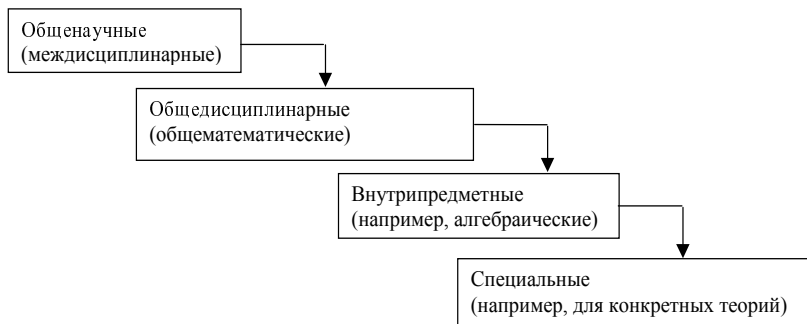 Общенаучные
(междисциплинарные)
Общедисциплинарные
(общематематические)
Внутрипредметные
(например, алгебраические)
Специальные
(например, для конкретных теорий)